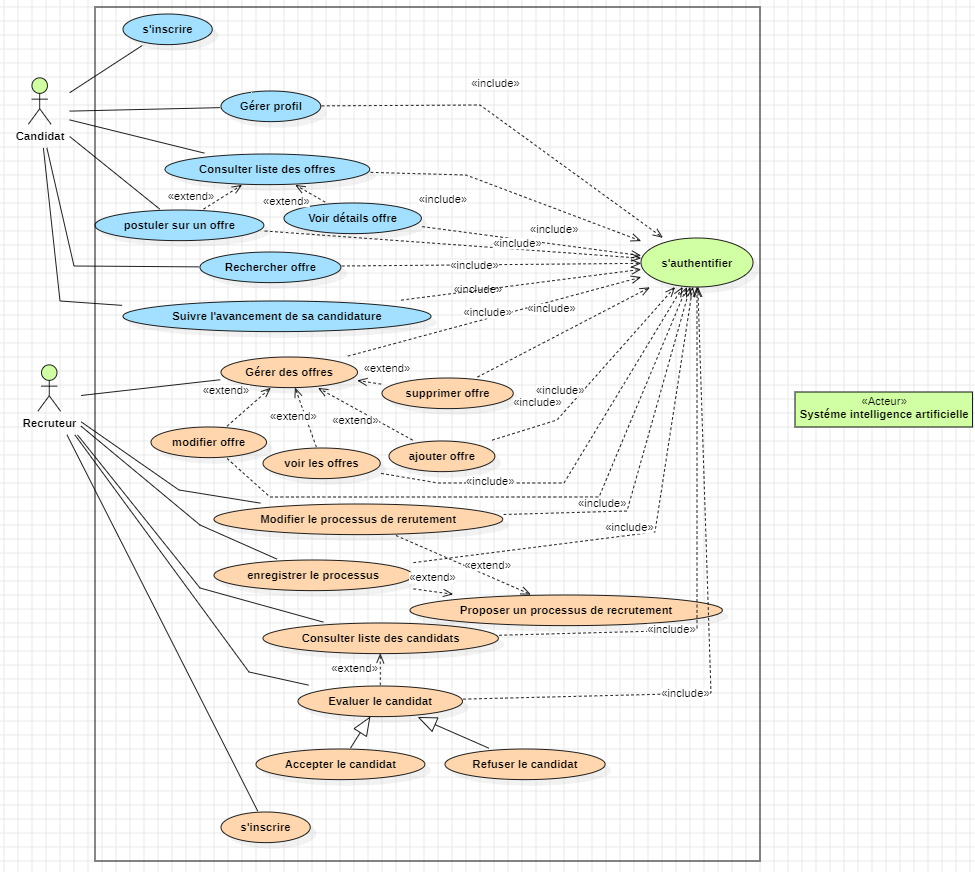 s'inscrire
«include»
Gérer profil
Candidat
Consulter liste des offres
«extend»
«extend»
«include»
postuler sur un offre
Voir détails offre
«include»
«include»
Rechercher offre
«include»
s'authentifier
«include»
Suivre l'avancement de sa candidature
«include»
«include»
Gérer des offres
«extend»
«extend»
supprimer offre
«include»
«include»
Recruteur
«extend»
«extend»
«Acteur»
Systéme intelligence artificielle
modifier offre
voir les offres
ajouter offre
«include»
«include»
Modifier le processus de rerutement
«include»
«extend»
enregistrer le processus
«extend»
Proposer un processus de recrutement
«include»
Consulter liste des candidats
«extend»
«include»
Evaluer le candidat
Accepter le candidat
Refuser le candidat
s'inscrire